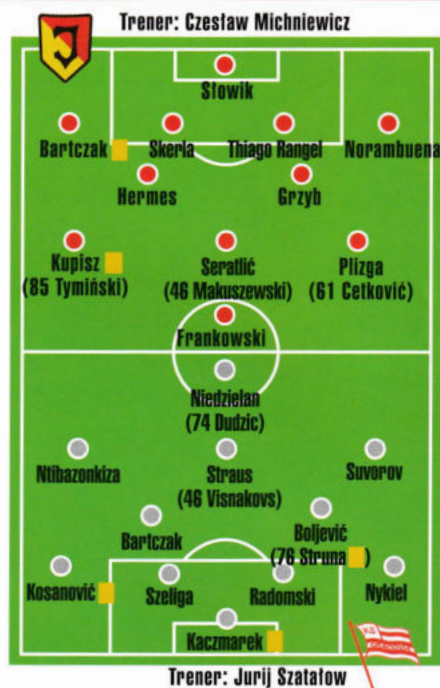 Trener: Czesław Michniewicz
J
Słowik
Bartczak Skerla Thiago Rangel Norambuena
Hermes Grzyb
Kupisz Seratlić Plizga
(85 Tymiński) (46 Makuszewski) (61 Cetković)
Frankowski
Niedzielan
(74 Dudzic)
Ntibazonkiza Straus Suvorov
(46 Visnakovs)
Bartczak Boljević
(76 Struna )
Kosanović Szeliga Radomski Nykiel
Kaczmarek
KS
CRACOVIA
Trener: Jurij Szatałow